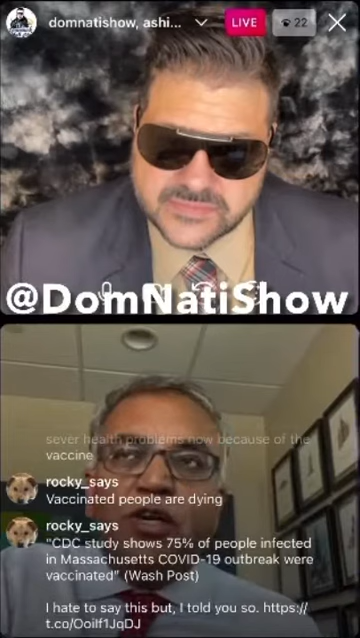 domnatishow, ashi...
LIVE
22
@DomNatiShow
sever health problems now because of the
vaccine
rocky_says
Vaccinated people are dying
rocky_says
"CDC study shows 75% of people infected
in Massachusetts COVID-19 outbreak were
vaccinated” (Wash Post)
I hate to say this but, I told you so. https://
t.co/Ooilf1JqDJ